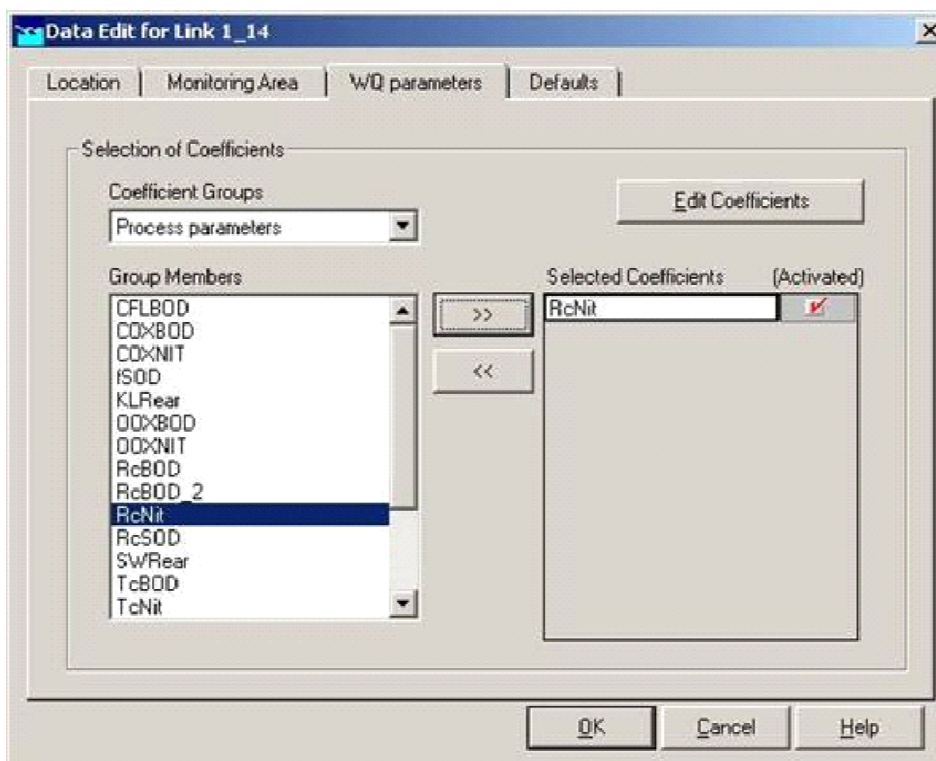 Data Edit for Link 1_14
Location
Monitoring Area
WQ parameters
Defaults
Selection of Coefficients
Coefficient Groups
Edit Coefficients
Process parameters
Group Members
Selected Coefficients
(Activated)
CFLBOD
COXBOD
COXNIT
fSOD
KLRear
OOXBOD
OOXNIT
RcBOD
RcBOD_2
RcNit
RcSOD
SWRear
TcBOD
TcNit
>>
<<
RcNit
OK
Cancel
Help